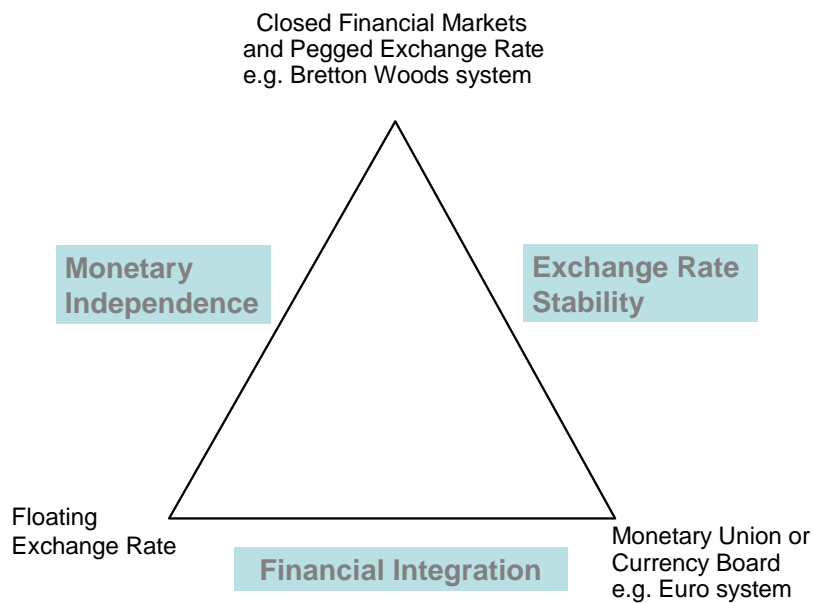 Closed Financial Markets
and Pegged Exchange Rate
e.g. Bretton Woods system
Monetary
Independence
Exchange Rate
Stability
Floating
Exchange Rate
Financial Integration
Monetary Union or
Currency Board
e.g. Euro system